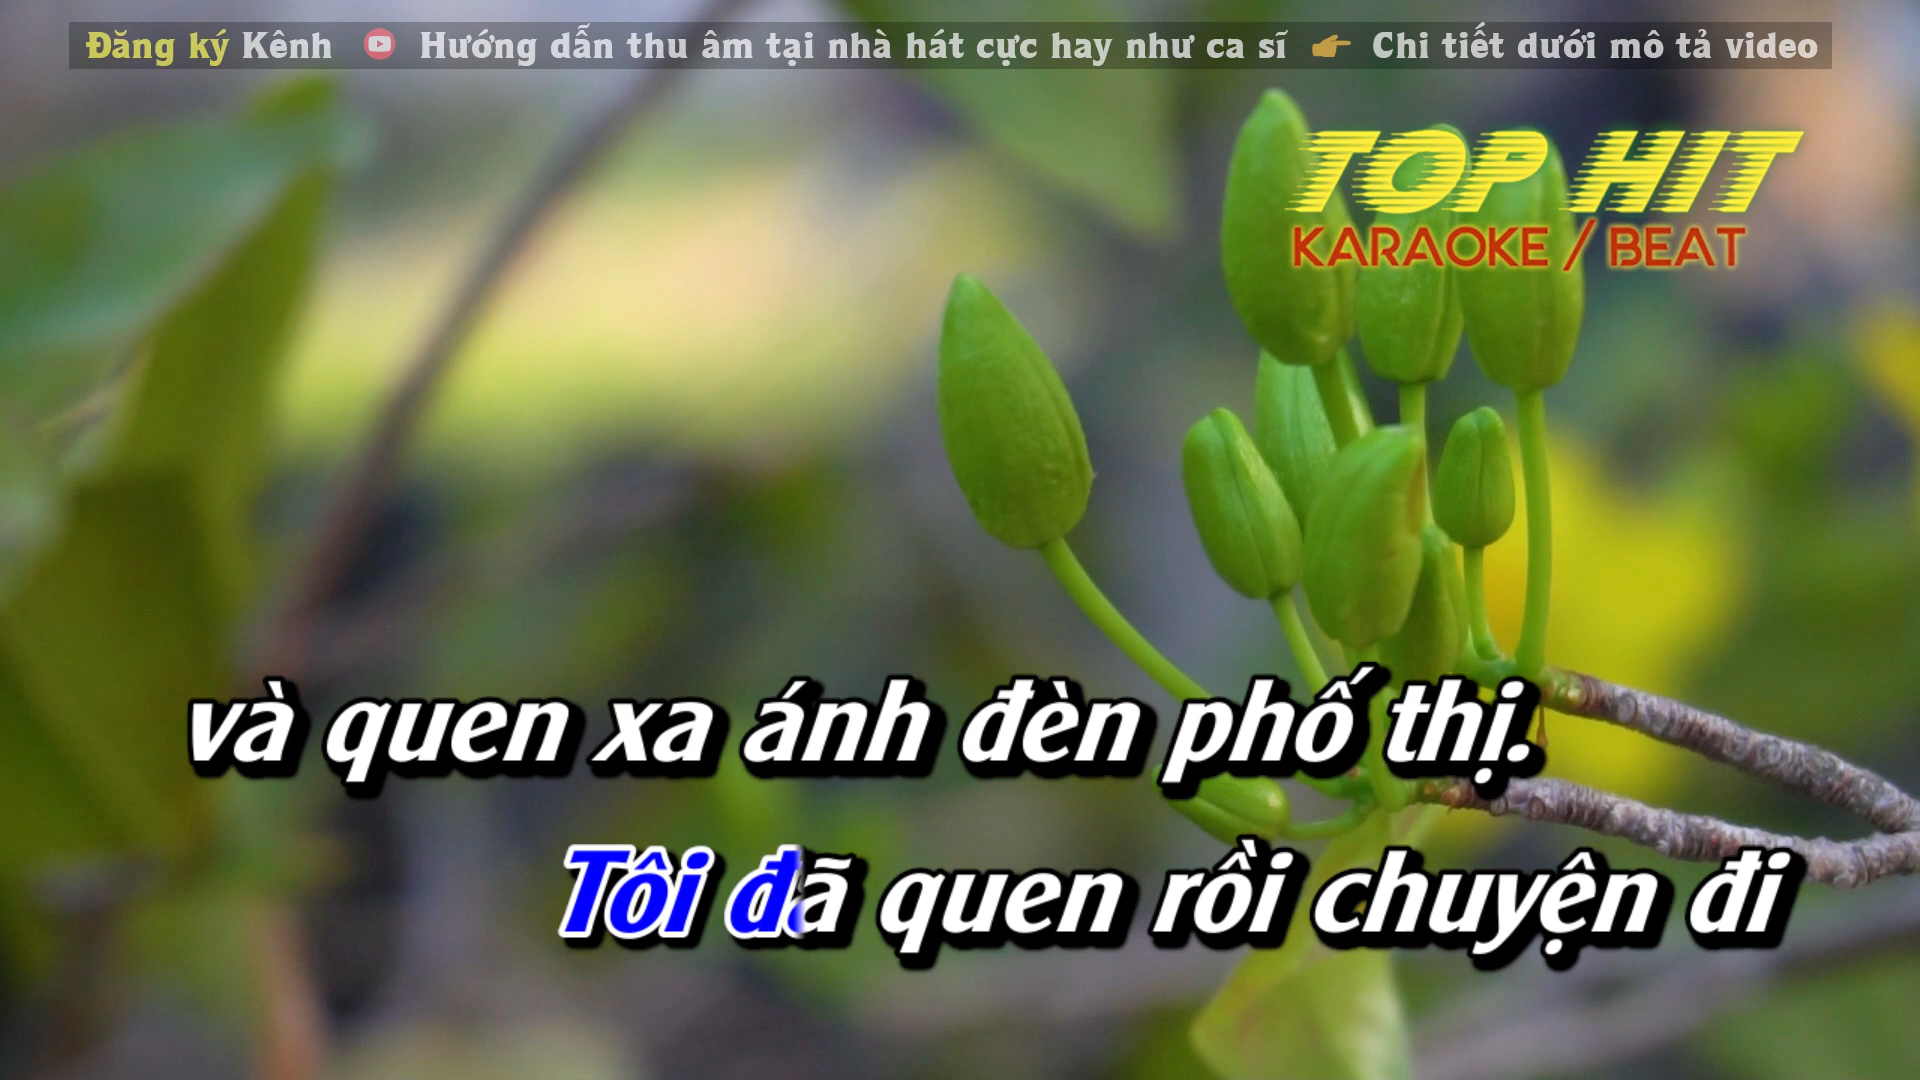 Đăng ký Kênh Hướng dẫn thu âm tại nhà hát cực hay như ca sĩ 👉 Chi tiết dưới mô tả video
TOP HIT
KARAOKE / BEAT
và quen xa ánh đèn phố thị.
Tôi đã quen rồi chuyện đi